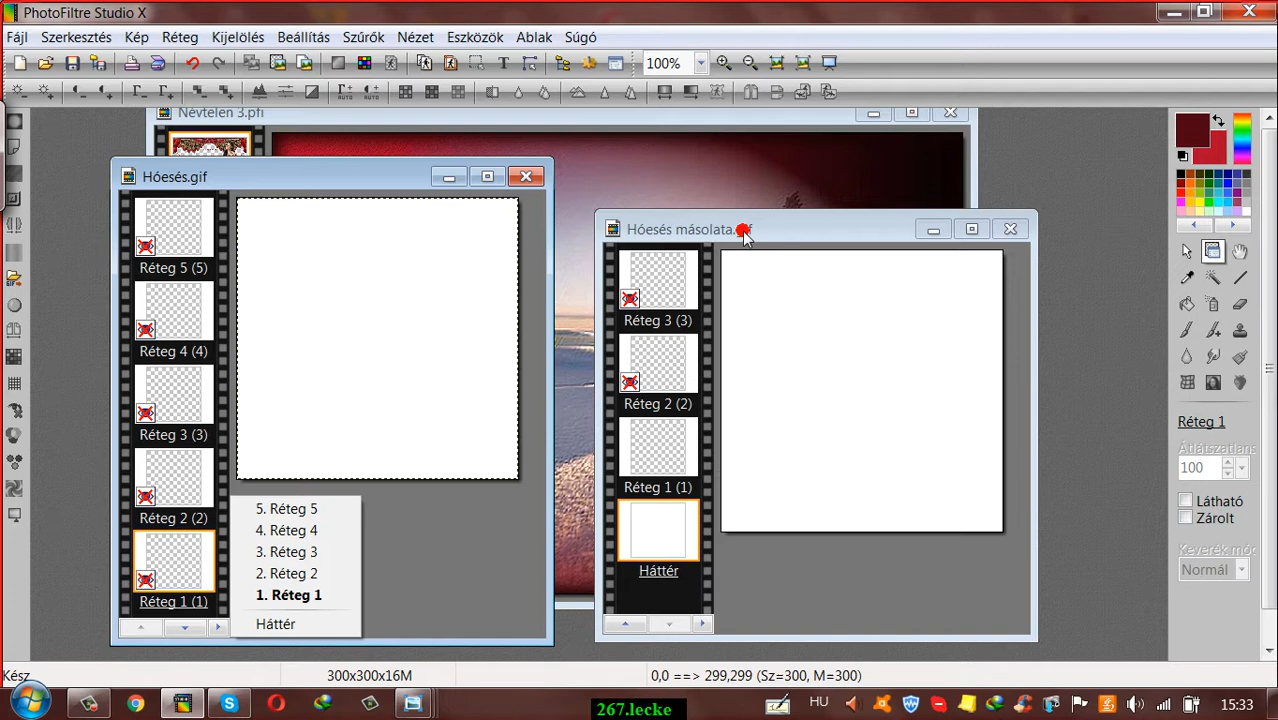 PhotoFiltre Studio X
Fájl Szerkesztés Kép Réteg Kijelölés Beállítás Szűrők Nézet Eszközök Ablak Súgó
100%
Névtelen 3.pfi
Hóesés.gif
Réteg 5 (5)
Réteg 4 (4)
Réteg 3 (3)
Réteg 2 (2)
Réteg 1 (1)
5. Réteg 5
4. Réteg 4
3. Réteg 3
2. Réteg 2
1. Réteg 1
Háttér
Hóesés másolata.gif
Réteg 3 (3)
Réteg 2 (2)
Réteg 1 (1)
Háttér
Réteg 1
Átlátszatlans
100
Látható
Zárolt
Keverék mó
Normál
Kész
300x300x16M
0,0 ==> 299,299 (Sz=300, M=300)
267.lecke
HU
15:33